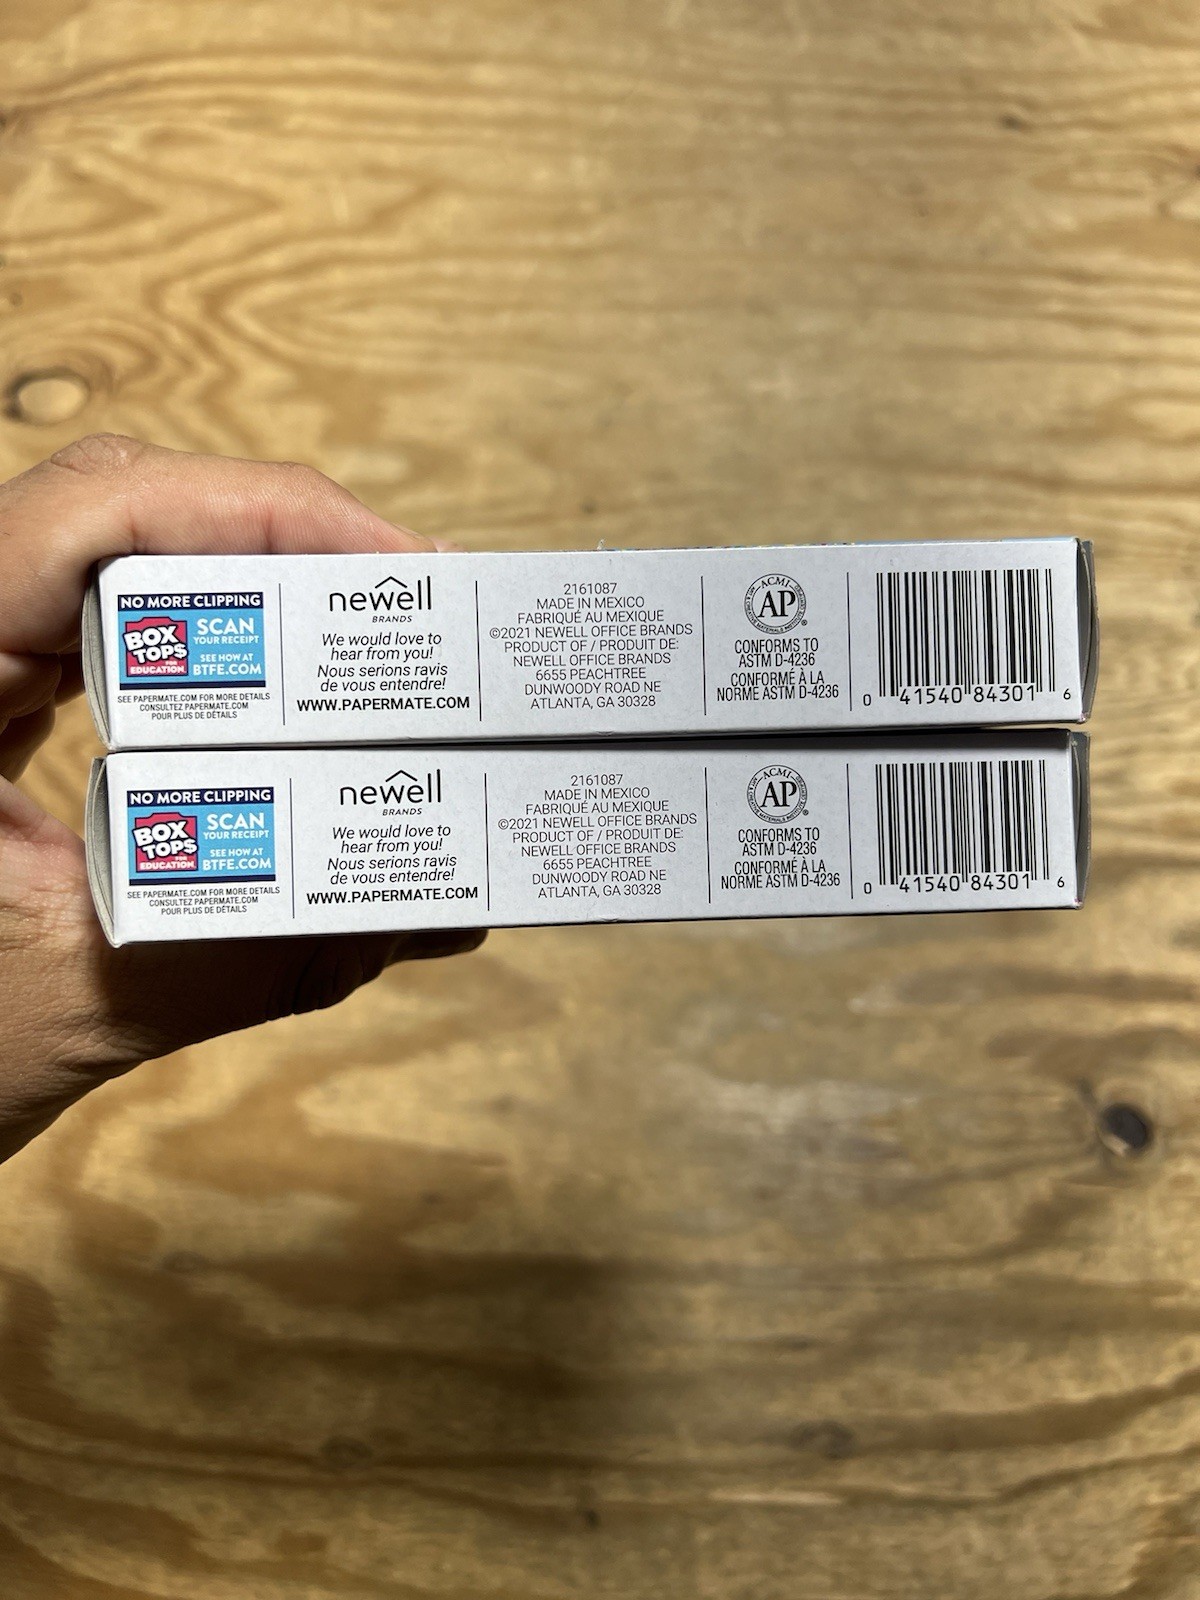 NO MORE CLIPPING
BOX
TOPS
FOR
EDUCATION
SCAN
YOUR RECEIPT
SEE HOW AT
BTFE.COM
SEE PAPERMATE.COM FOR MORE DETAILS
CONSULTEZ PAPERMATE.COM
POUR PLUS DE DÉTAILS
newell
BRANDS
We would love to
hear from you!
Nous serions ravis
de vous entendre!
WWW.PAPERMATE.COM
2161087
MADE IN MEXICO
FABRIQUÉ AU MEXIQUE
©2021 NEWELL OFFICE BRANDS
PRODUCT OF / PRODUIT DE:
NEWELL OFFICE BRANDS
6655 PEACHTREE
DUNWOODY ROAD NE
ATLANTA, GA 30328
ACMI
ART & CREATIVE MATERIALS INSTITUTE
AP
®
CONFORMS TO
ASTM D-4236
CONFORMÉ À LA
NORME ASTM D-4236
0 41540 84301 6
NO MORE CLIPPING
BOX
TOPS
FOR
EDUCATION
SCAN
YOUR RECEIPT
SEE HOW AT
BTFE.COM
SEE PAPERMATE.COM FOR MORE DETAILS
CONSULTEZ PAPERMATE.COM
POUR PLUS DE DÉTAILS
newell
BRANDS
We would love to
hear from you!
Nous serions ravis
de vous entendre!
WWW.PAPERMATE.COM
2161087
MADE IN MEXICO
FABRIQUÉ AU MEXIQUE
©2021 NEWELL OFFICE BRANDS
PRODUCT OF / PRODUIT DE:
NEWELL OFFICE BRANDS
6655 PEACHTREE
DUNWOODY ROAD NE
ATLANTA, GA 30328
ACMI
ART & CREATIVE MATERIALS INSTITUTE
AP
®
CONFORMS TO
ASTM D-4236
CONFORMÉ À LA
NORME ASTM D-4236
0 41540 84301 6